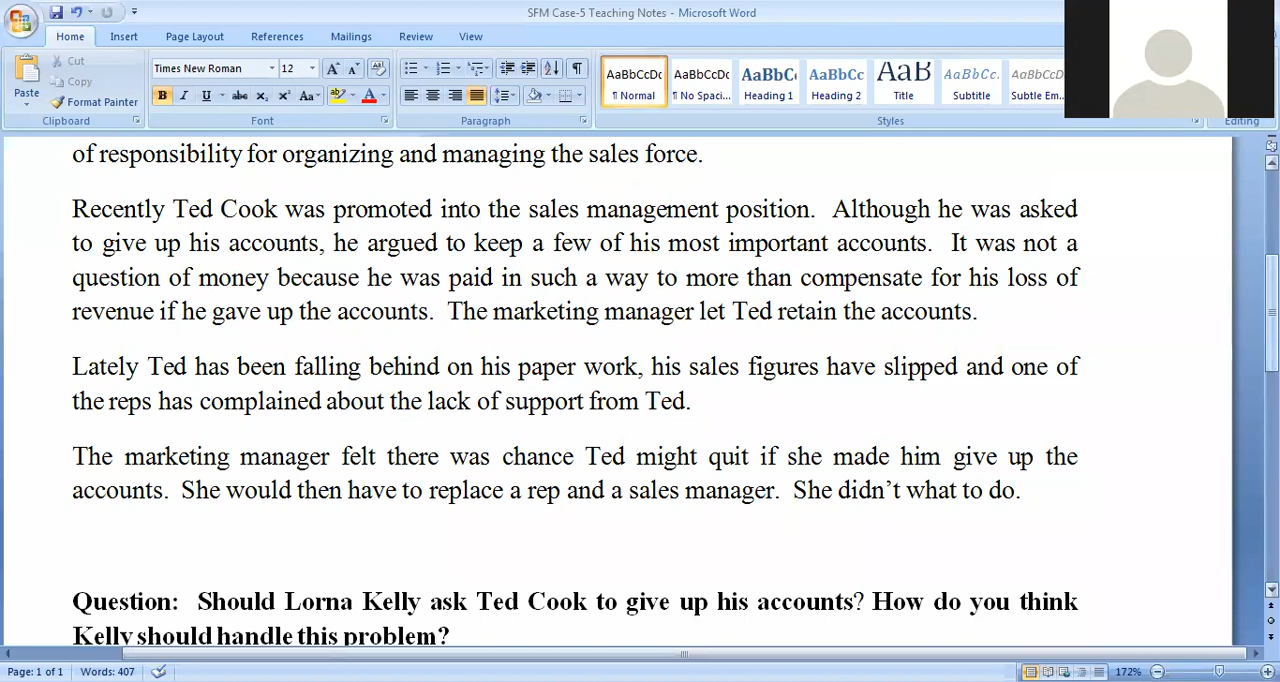 SFM Case-5 Teaching Notes - Microsoft Word
Home Insert Page Layout References Mailings Review View
Paste
Cut
Copy
Format Painter
Clipboard
Times New Roman 12
B I U abc x₂ x² Aa
Font
Paragraph
AaBbCcDc AaBbCcDc AaBbC( AaBbCc AaB AaBbCc. AaBbCcDc
¶ Normal ¶ No Spaci... Heading 1 Heading 2 Title Subtitle Subtle Em...
Styles
Editing
of responsibility for organizing and managing the sales force.
Recently Ted Cook was promoted into the sales management position. Although he was asked
to give up his accounts, he argued to keep a few of his most important accounts. It was not a
question of money because he was paid in such a way to more than compensate for his loss of
revenue if he gave up the accounts. The marketing manager let Ted retain the accounts.
Lately Ted has been falling behind on his paper work, his sales figures have slipped and one of
the reps has complained about the lack of support from Ted.
The marketing manager felt there was chance Ted might quit if she made him give up the
accounts. She would then have to replace a rep and a sales manager. She didn't what to do.
Question: Should Lorna Kelly ask Ted Cook to give up his accounts? How do you think
Kelly should handle this problem?
Page: 1 of 1 Words: 407 172%